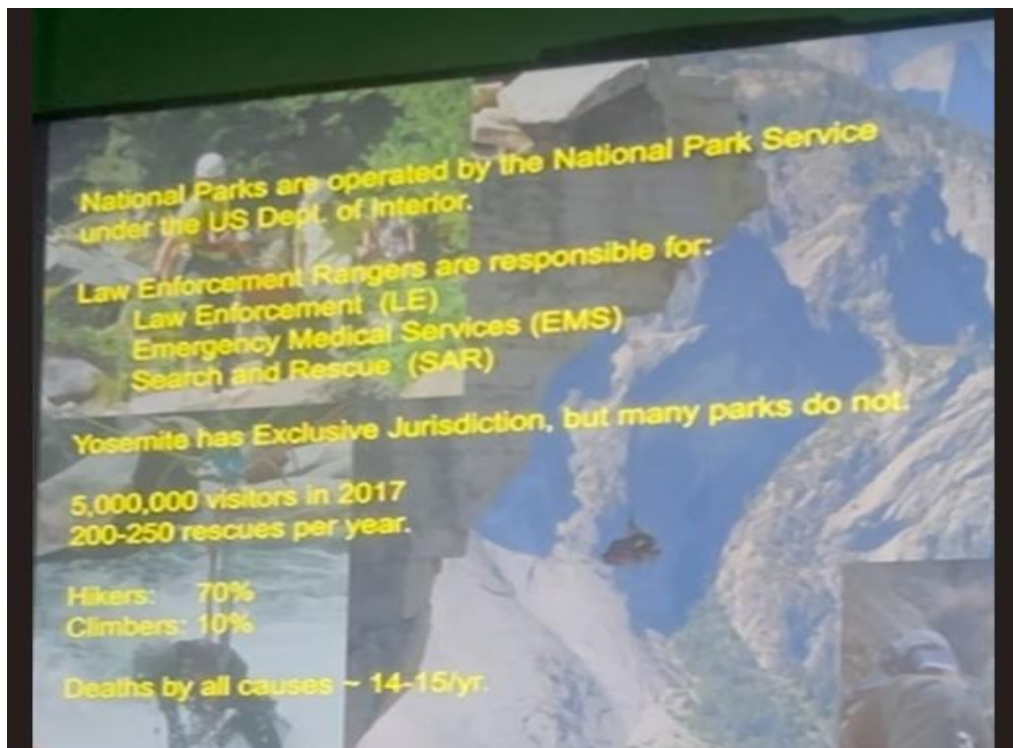 National Parks are operated by the National Park Service
under the US Dept. of Interior.
Law Enforcement Rangers are responsible for:
Law Enforcement (LE)
Emergency Medical Services (EMS)
Search and Rescue (SAR)
Yosemite has Exclusive Jurisdiction, but many parks do not.
5,000,000 visitors in 2017
200-250 rescues per year.
Hikers: 70%
Climbers: 10%
Deaths by all causes ~ 14-15/yr.